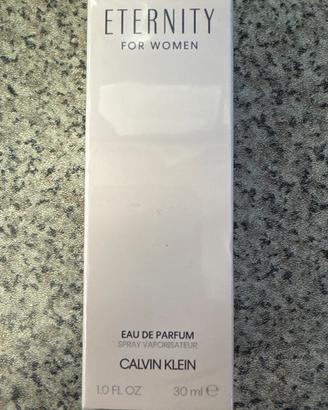 ETERNITY
FOR WOMEN
EAU DE PARFUM
SPRAY VAPORISATEUR
CALVIN KLEIN
1.0 FL OZ 30 ml ℮